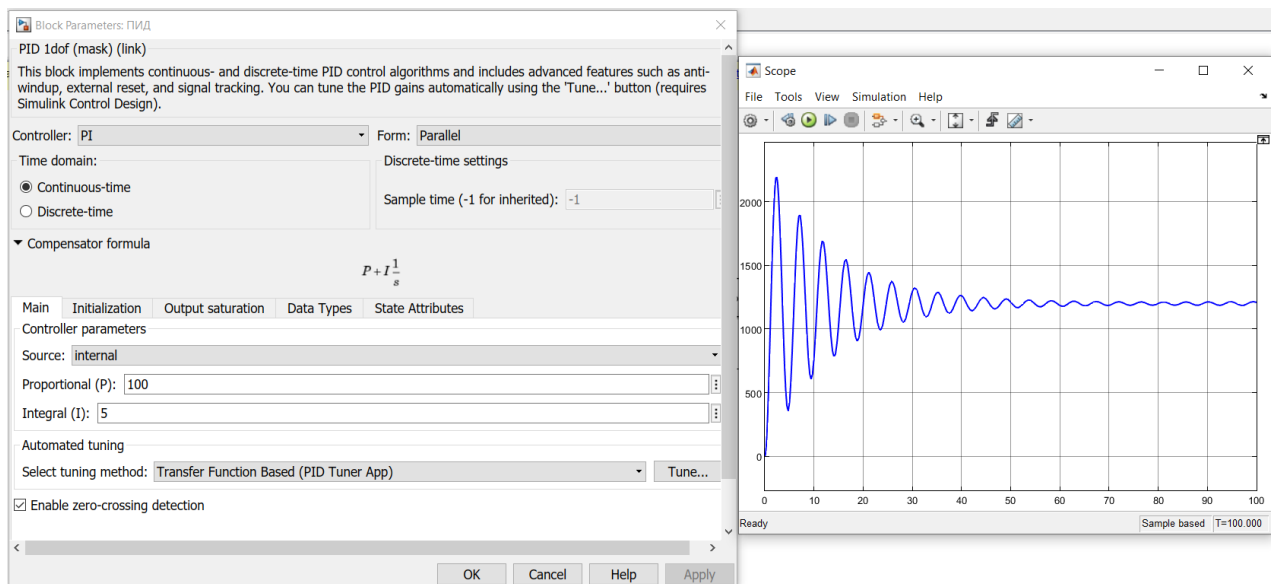 Block Parameters: ПИД
PID 1dof (mask) (link)
This block implements continuous- and discrete-time PID control algorithms and includes advanced features such as anti-
windup, external reset, and signal tracking. You can tune the PID gains automatically using the 'Tune...' button (requires
Simulink Control Design).
Controller: PI
Form: Parallel
Time domain:
Discrete-time settings
Continuous-time
Discrete-time
Sample time (-1 for inherited): -1
Compensator formula
P+I 1/s
Main Initialization Output saturation Data Types State Attributes
Controller parameters
Source: internal
Proportional (P): 100
Integral (I): 5
Automated tuning
Select tuning method: Transfer Function Based (PID Tuner App) Tune...
Enable zero-crossing detection
OK Cancel Help Apply
Scope
File Tools View Simulation Help
2000
1500
1000
500
0
0 10 20 30 40 50 60 70 80 90 100
Ready Sample based T=100.000